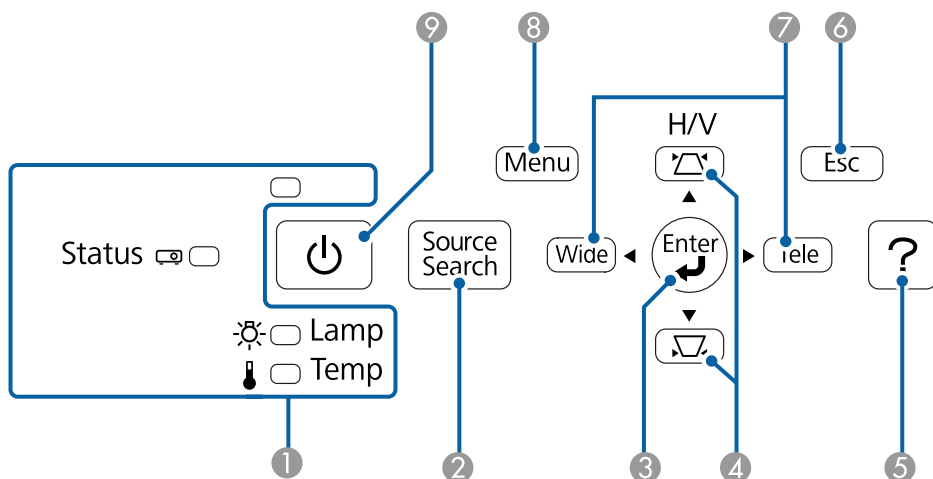 9
8
7
6
H/V
Menu
Esc
Status
Source
Search
Wide
Enter
Tele
?
Lamp
Temp
1
2
3
4
5